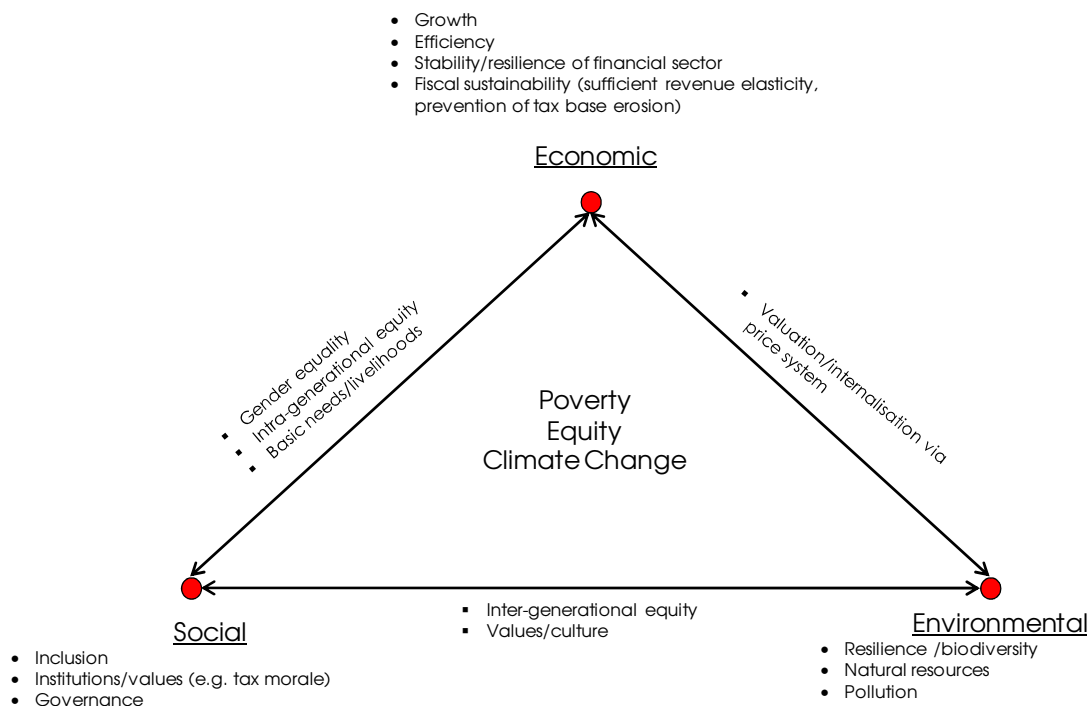 • Growth
• Efficiency
• Stability/resilience of financial sector
• Fiscal sustainability (sufficient revenue elasticity,
prevention of tax base erosion)
Economic
▪ Gender equality
▪ Intra-generational equity
▪ Basic needs/livelihoods
▪ Valuation/internalisation via
price system
Poverty
Equity
Climate Change
▪ Inter-generational equity
▪ Values/culture
Social
• Inclusion
• Institutions/values (e.g. tax morale)
• Governance
Environmental
• Resilience /biodiversity
• Natural resources
• Pollution